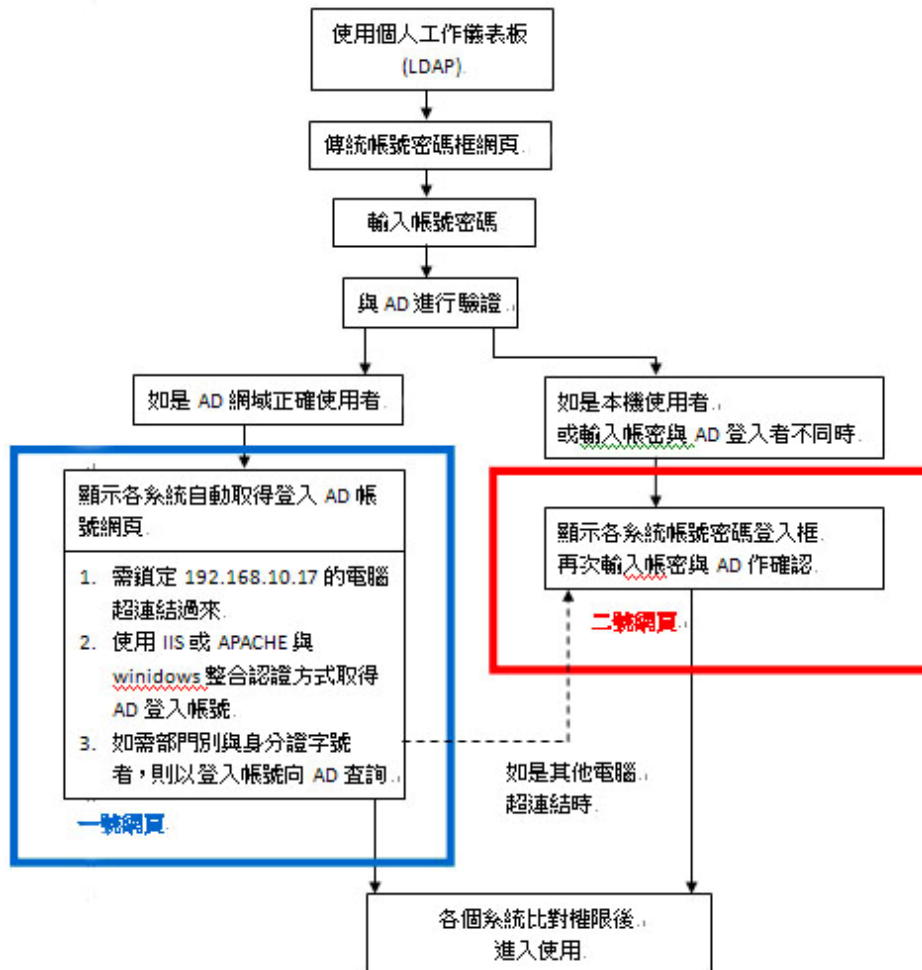 使用個人工作儀表板
(LDAP).
傳統帳號密碼框網頁.
輸入帳號密碼
與 AD 進行驗證.
如是 AD 網域正確使用者.
如是本機使用者.
或輸入帳密與 AD 登入者不同時.
顯示各系統自動取得登入 AD 帳
號網頁.
1. 需鎖定 192.168.10.17 的電腦
超連結過來.
2. 使用 IIS 或 APACHE 與
winidows 整合認證方式取得
AD 登入帳號.
3. 如需部門別與身分證字號
者，則以登入帳號向 AD 查詢.
一號網頁.
顯示各系統帳號密碼登入框.
再次輸入帳密與 AD 作確認.
二號網頁.
如是其他電腦.
超連結時.
各個系統比對權限後.
進入使用.